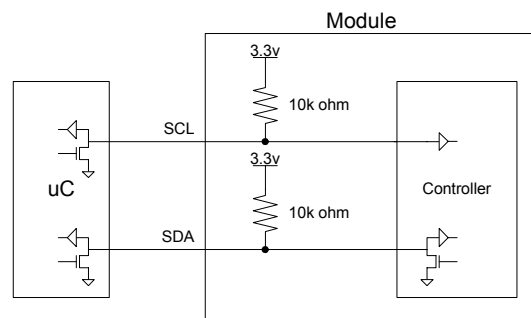 Module
3.3v
10k ohm
SCL
3.3v
uC
Controller
10k ohm
SDA